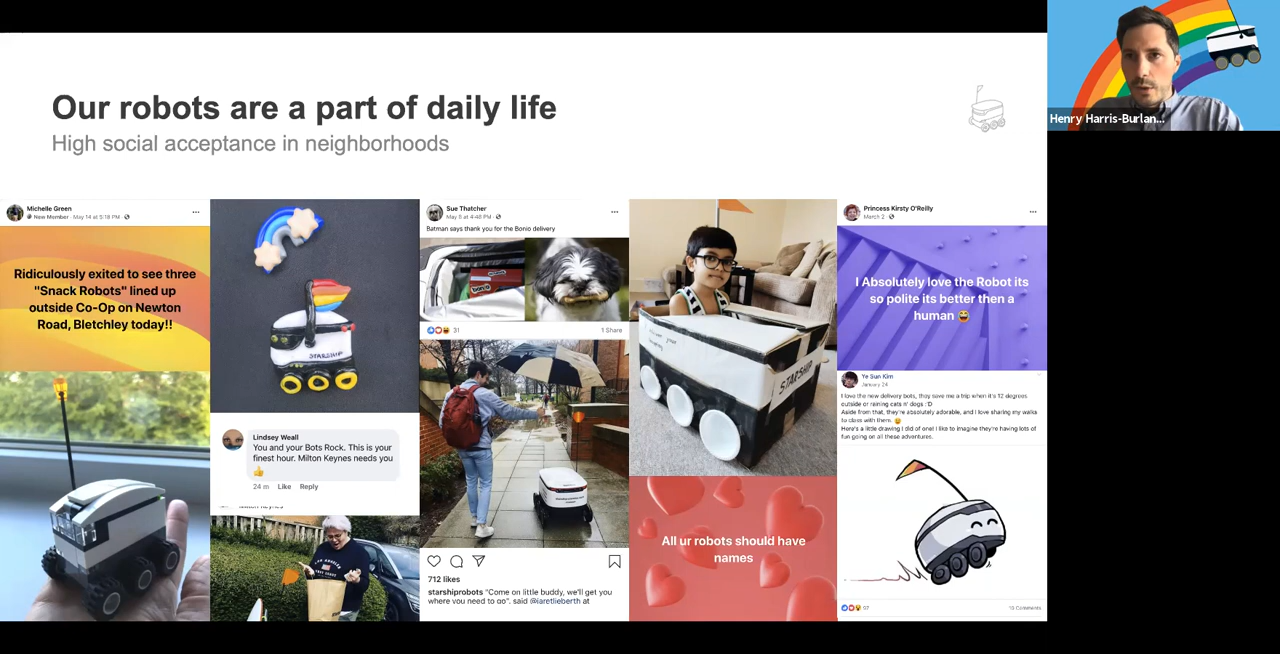 Our robots are a part of daily life
High social acceptance in neighborhoods
Henry Harris-Burlan...
Michelle Green
New Member · May 14 at 5:18 PM ·
Ridiculously exited to see three
"Snack Robots" lined up
outside Co-Op on Newton
Road, Bletchley today!!
STARSHIP
Lindsey Weall
You and your Bots Rock. This is your
finest hour. Milton Keynes needs you
24 m Like Reply
Sue Thatcher
May 11 at 4:48 PM ·
Batman says thank you for the Bonio delivery
bonio
31
1 Share
712 likes
starshiprobots "Come on little buddy, we'll get you
where you need to go", said @iaretlieberth at
STARSHIP
All ur robots should have
names
Princess Kirsty O'Reilly
March 2 ·
I Absolutely love the Robot its
so polite its better then a
human
Ye Sun Kim
January 24
I love the new delivery bots, they save me a trip when it's 12 degrees
outside or raining cats n' dogs :'D
Aside from that, they're absolutely adorable, and I love sharing my walks
to class with them.
Here's a little drawing I did of one! I like to imagine they're having lots of
fun going on all these adventures.
97
15 Comments